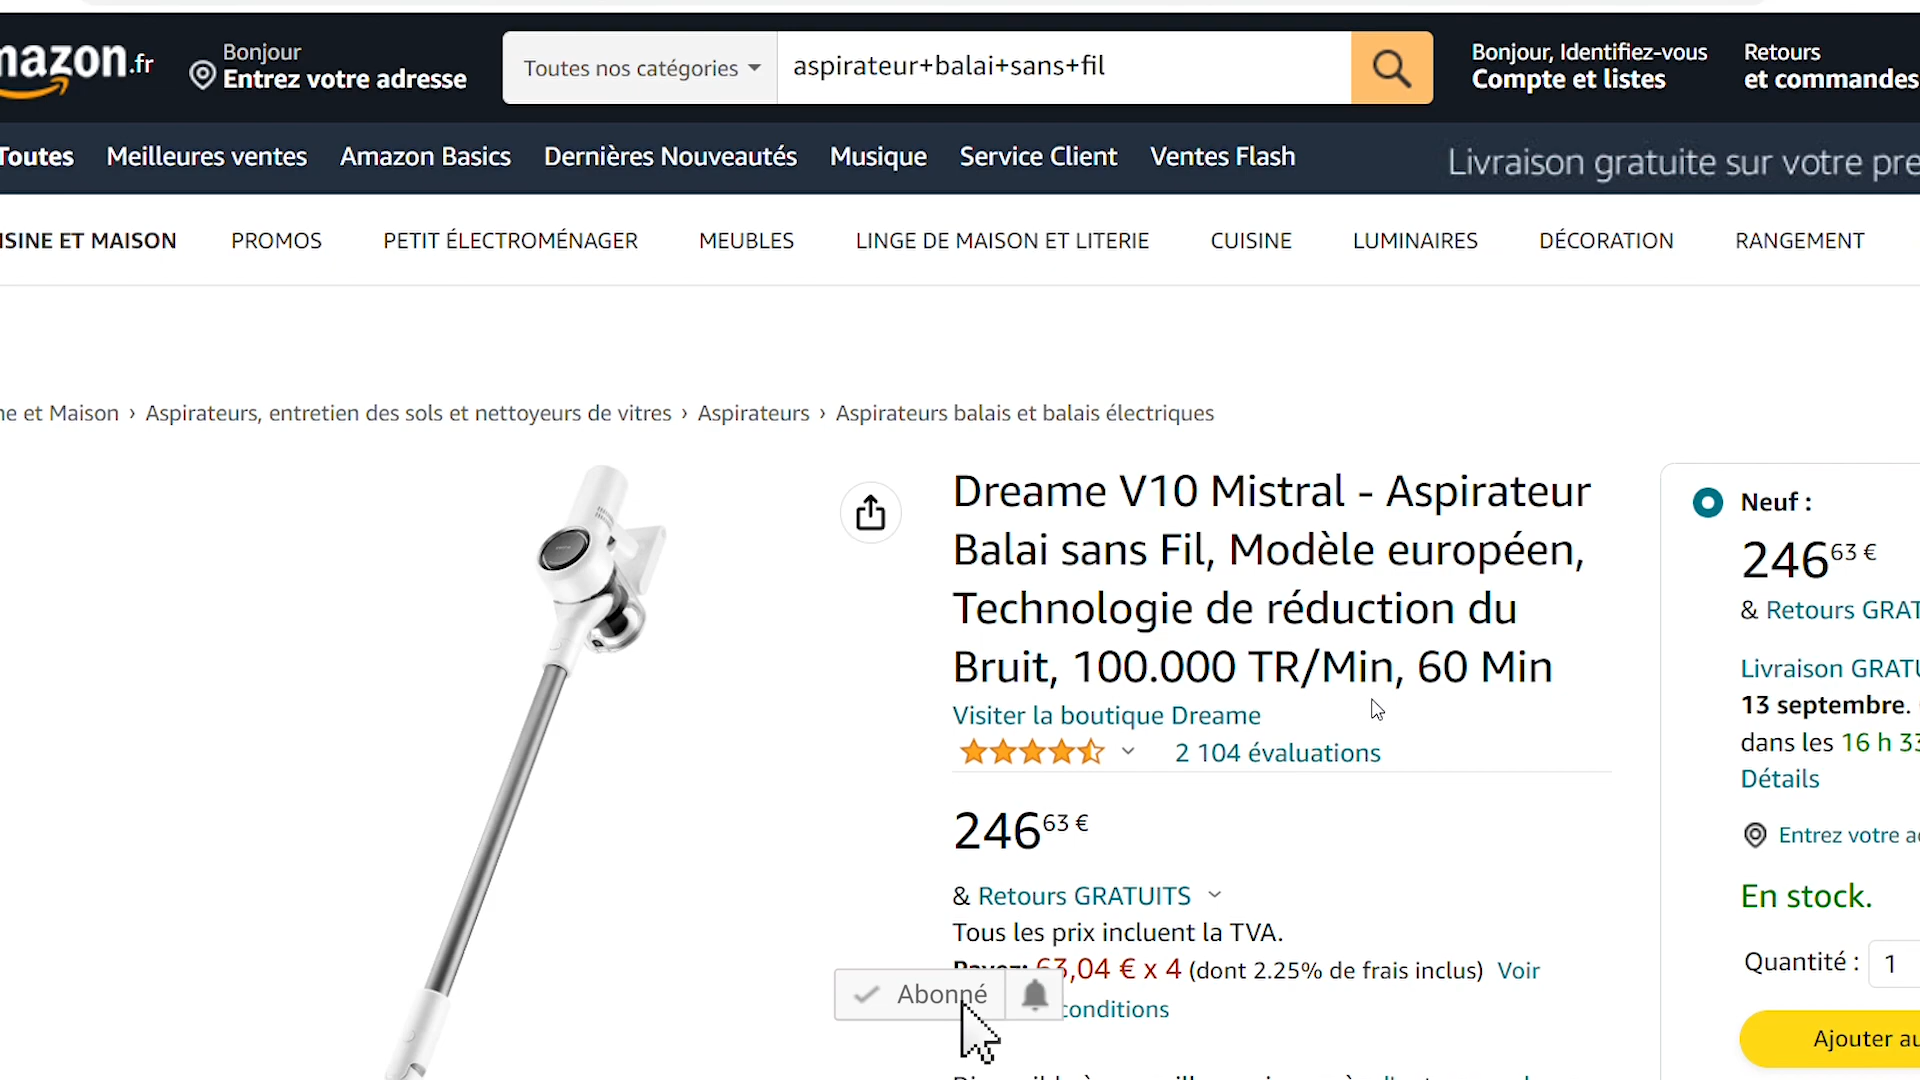 mazon.fr
Bonjour
Entrez votre adresse
Toutes nos catégories
aspirateur+balai+sans+fil
Bonjour, Identifiez-vous
Compte et listes
Retours
et commandes
Toutes Meilleures ventes Amazon Basics Dernières Nouveautés Musique Service Client Ventes Flash Livraison gratuite sur votre pre
ISINE ET MAISON PROMOS PETIT ÉLECTROMÉNAGER MEUBLES LINGE DE MAISON ET LITERIE CUISINE LUMINAIRES DÉCORATION RANGEMENT
ne et Maison › Aspirateurs, entretien des sols et nettoyeurs de vitres › Aspirateurs › Aspirateurs balais et balais électriques
Dreame V10 Mistral - Aspirateur
Balai sans Fil, Modèle européen,
Technologie de réduction du
Bruit, 100.000 TR/Min, 60 Min
Visiter la boutique Dreame
2 104 évaluations
246 63 €
& Retours GRATUITS
Tous les prix incluent la TVA.
63,04 € x 4 (dont 2.25% de frais inclus) Voir
conditions
Abonné
Neuf :
246 63 €
& Retours GRAT
Livraison GRATU
13 septembre.
dans les 16 h 33
Détails
Entrez votre a
En stock.
Quantité : 1
Ajouter au